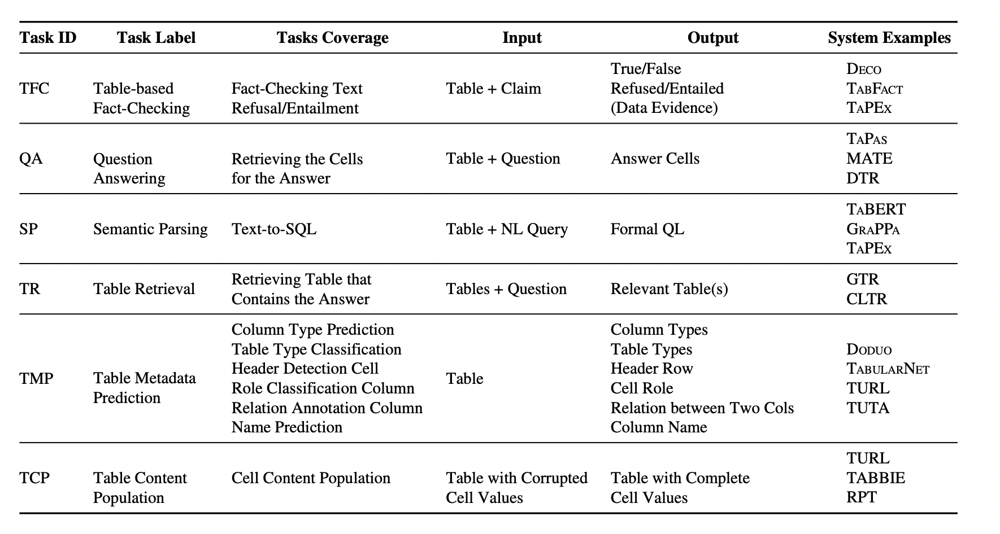 Task ID Task Label Tasks Coverage Input Output System Examples
True/False Deco
TFC Table-based Fact-Checking Text Table + Claim Refused/Entailed TabFact
Fact-Checking Refusal/Entailment (Data Evidence) TaPEx
TaPas
QA Question Retrieving the Cells Table + Question Answer Cells MATE
Answering for the Answer DTR
TaBERT
SP Semantic Parsing Text-to-SQL Table + NL Query Formal QL GraPPa
TaPEx
Retrieving Table that GTR
TR Table Retrieval Tables + Question Relevant Table(s)
Contains the Answer CLTR
Column Type Prediction Column Types
Table Type Classification Table Types Doduo
Header Detection Cell Header Row TabularNet
TMP Table Metadata Table
Role Classification Column Cell Role TURL
Prediction
Relation Annotation Column Relation between Two Cols TUTA
Name Prediction Column Name
TURL
TCP Table Content Cell Content Population Table with Corrupted Table with Complete TABBIE
Population Cell Values Cell Values RPT